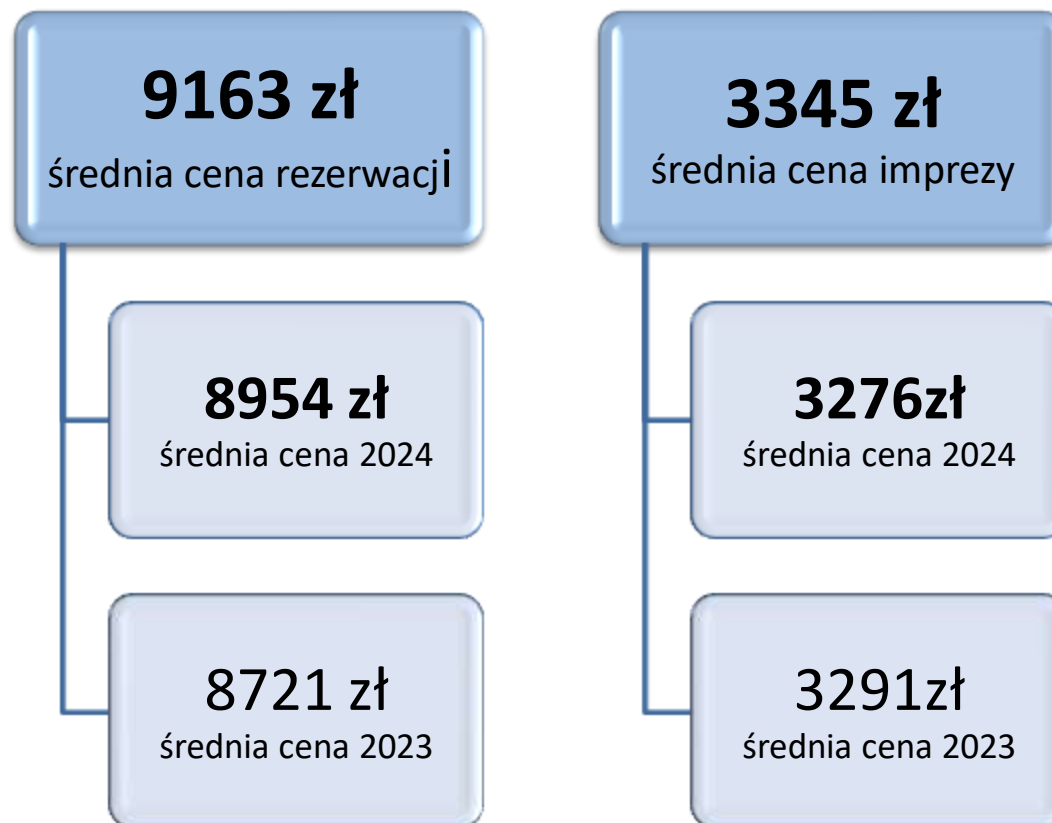 9163 zł
średnia cena rezerwacji
8954 zł
średnia cena 2024
8721 zł
średnia cena 2023
3345 zł
średnia cena imprezy
3276zł
średnia cena 2024
3291zł
średnia cena 2023